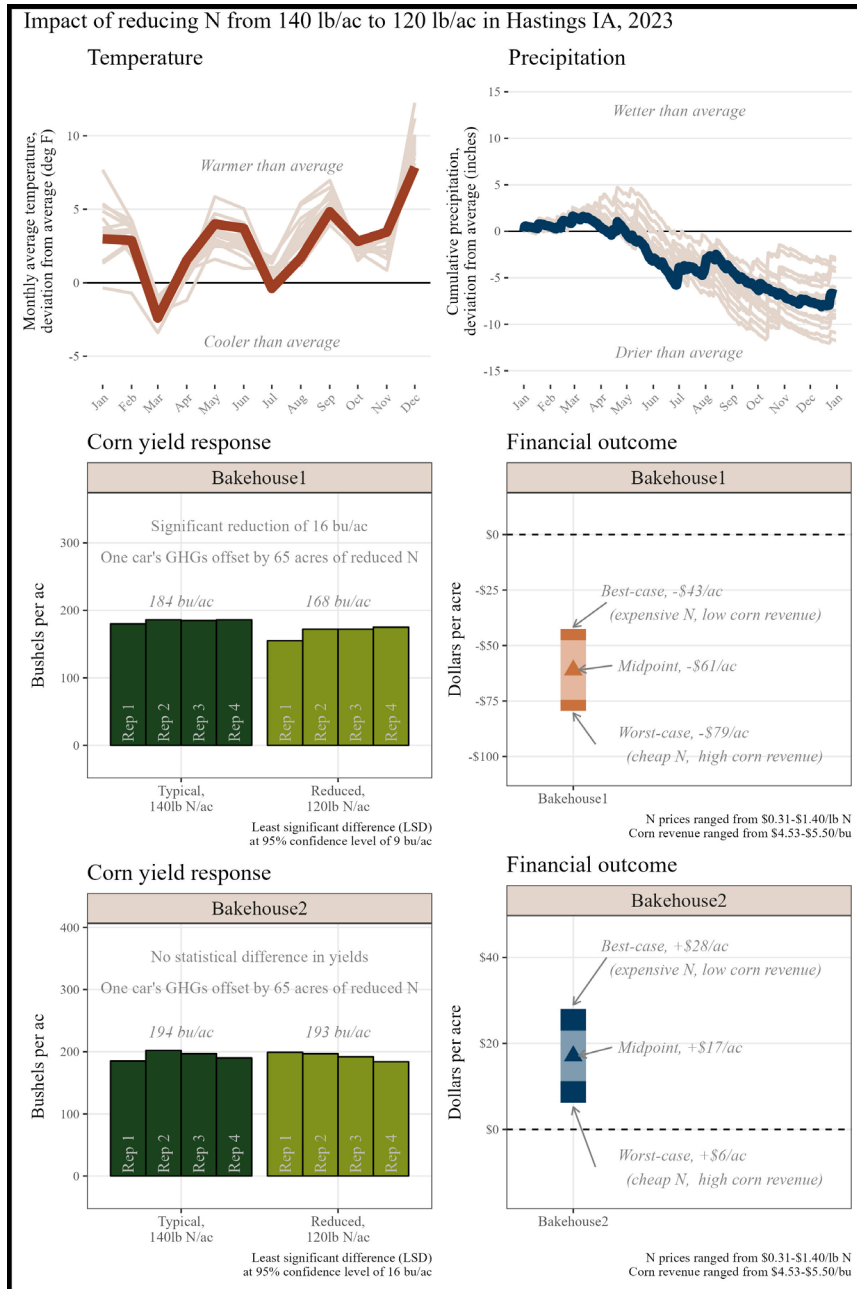 Impact of reducing N from 140 lb/ac to 120 lb/ac in Hastings IA, 2023
Temperature
Monthly average temperature,
deviation from average (deg F)
10
5
0
-5
Warmer than average
Cooler than average
Jan
Feb
Mar
Apr
May
Jun
Jul
Aug
Sep
Oct
Nov
Dec
Precipitation
Cumulative precipitation,
deviation from average (inches)
15
10
5
0
-5
-10
-15
Wetter than average
Drier than average
Jan
Feb
Mar
Apr
May
Jun
Jul
Aug
Sep
Oct
Nov
Dec
Jan
Corn yield response
Bakehouse1
Bushels per ac
300
200
100
0
Significant reduction of 16 bu/ac
One car's GHGs offset by 65 acres of reduced N
184 bu/ac
168 bu/ac
Rep 1
Rep 2
Rep 3
Rep 4
Rep 1
Rep 2
Rep 3
Rep 4
Typical,
140lb N/ac
Reduced,
120lb N/ac
Least significant difference (LSD)
at 95% confidence level of 9 bu/ac
Financial outcome
Bakehouse1
Dollars per acre
$0
-$25
-$50
-$75
-$100
Best-case, -$43/ac
(expensive N, low corn revenue)
Midpoint, -$61/ac
Worst-case, -$79/ac
(cheap N, high corn revenue)
Bakehouse1
N prices ranged from $0.31-$1.40/lb N
Corn revenue ranged from $4.53-$5.50/bu
Corn yield response
Bakehouse2
Bushels per ac
400
300
200
100
0
No statistical difference in yields
One car's GHGs offset by 65 acres of reduced N
194 bu/ac
193 bu/ac
Rep 1
Rep 2
Rep 3
Rep 4
Rep 1
Rep 2
Rep 3
Rep 4
Typical,
140lb N/ac
Reduced,
120lb N/ac
Least significant difference (LSD)
at 95% confidence level of 16 bu/ac
Financial outcome
Bakehouse2
Dollars per acre
$40
$20
$0
Best-case, +$28/ac
(expensive N, low corn revenue)
Midpoint, +$17/ac
Worst-case, +$6/ac
(cheap N, high corn revenue)
Bakehouse2
N prices ranged from $0.31-$1.40/lb N
Corn revenue ranged from $4.53-$5.50/bu